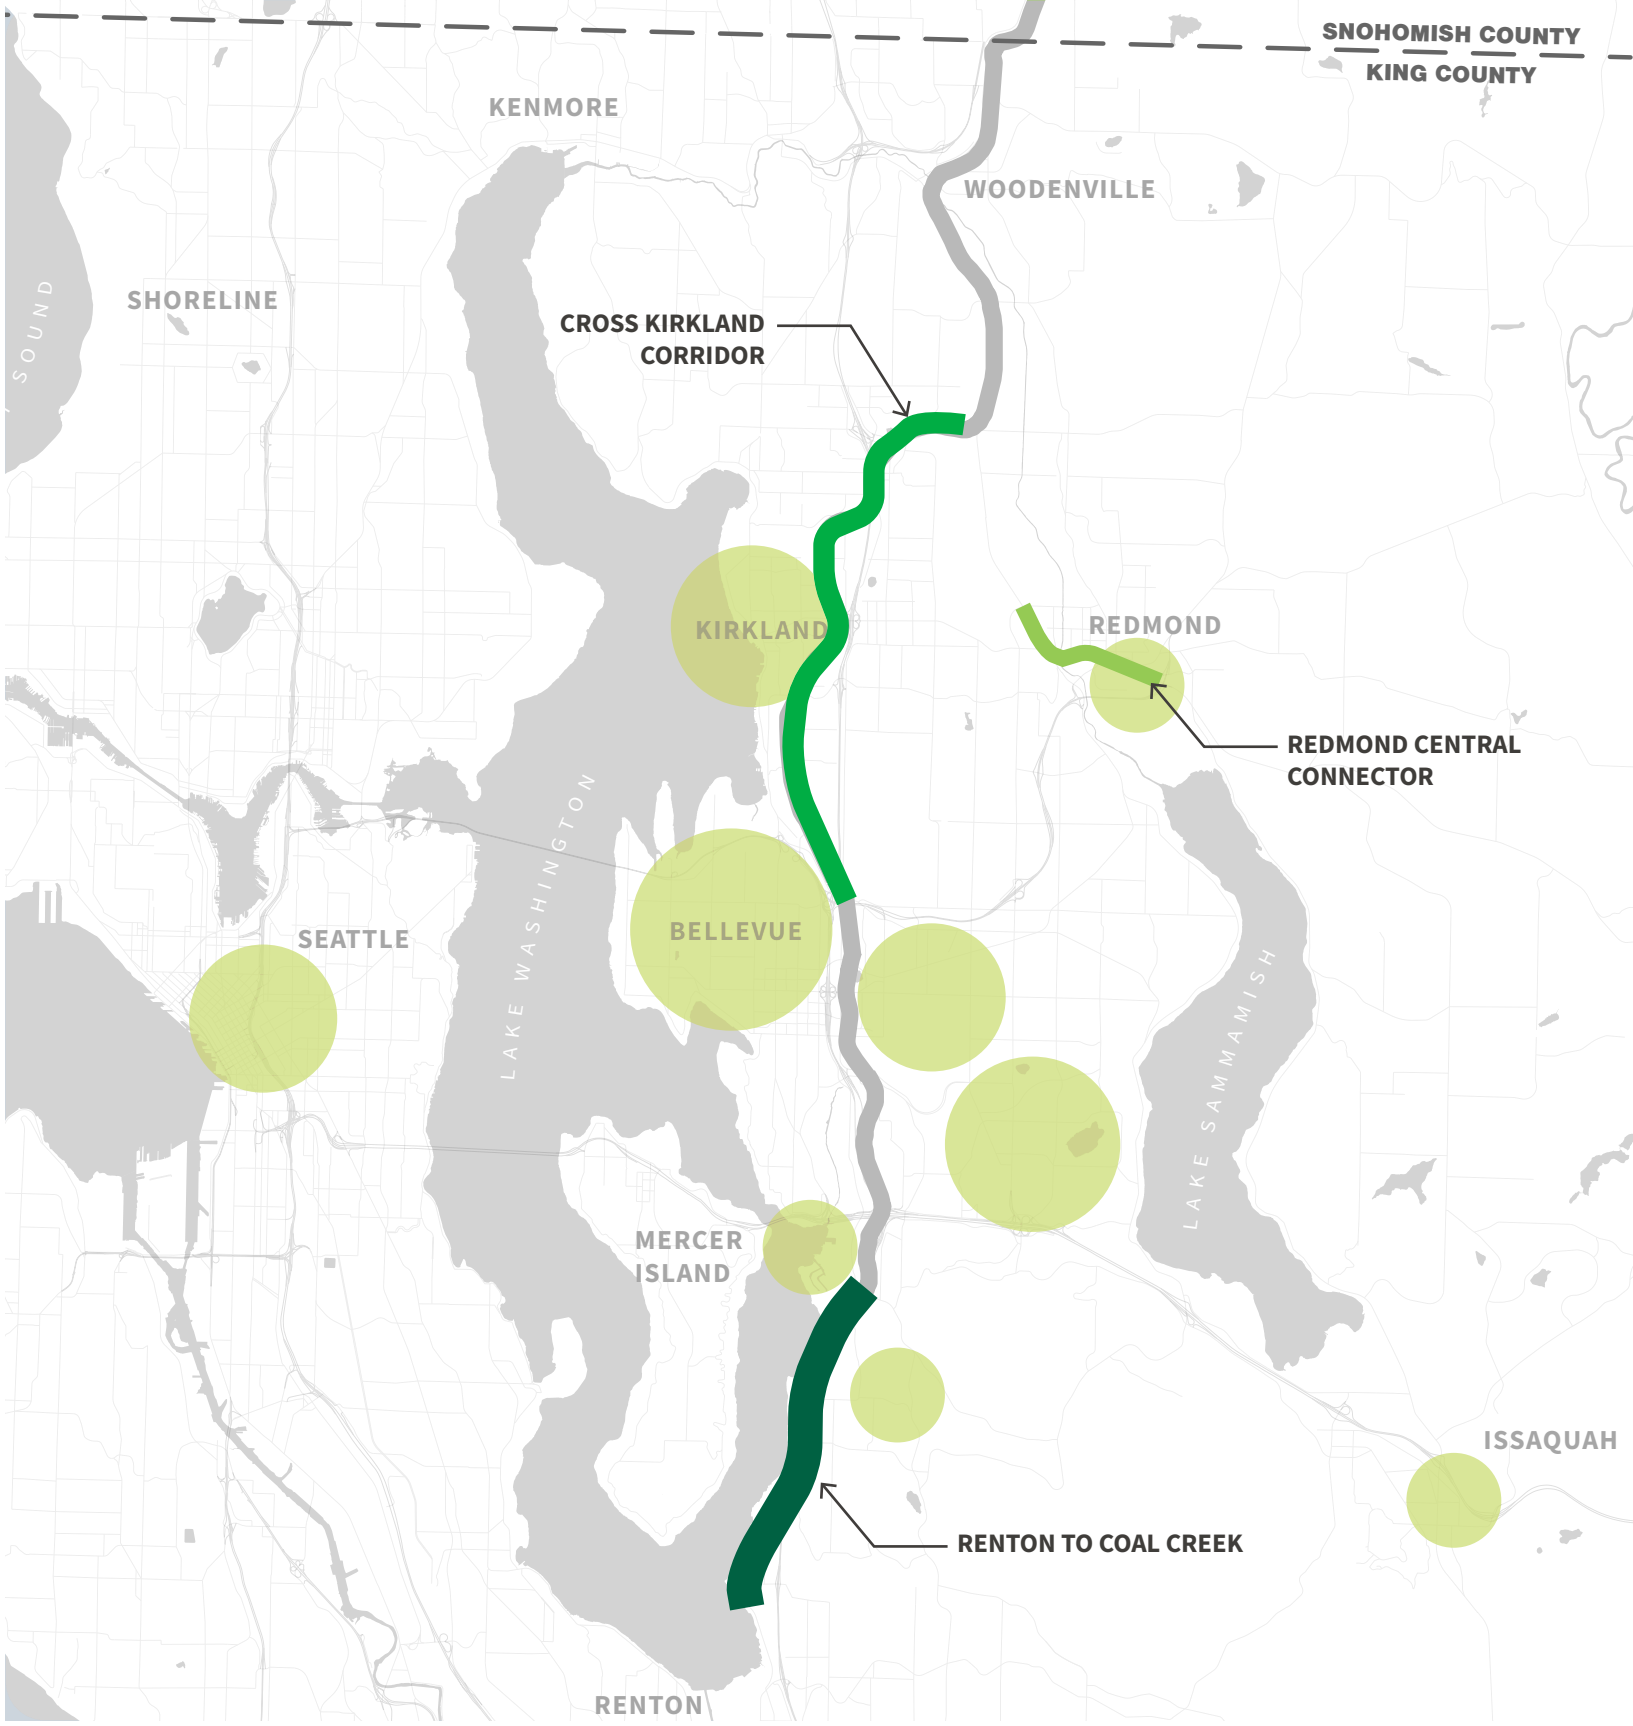 SNOHOMISH COUNTY
KING COUNTY
KENMORE
WOODENVILLE
SOUND
SHORELINE
CROSS KIRKLAND
CORRIDOR
KIRKLAND
REDMOND
REDMOND CENTRAL
CONNECTOR
LAKE WASHINGTON
SEATTLE
BELLEVUE
LAKE SAMMAMISH
MERCER
ISLAND
ISSAQUAH
RENTON TO COAL CREEK
RENTON